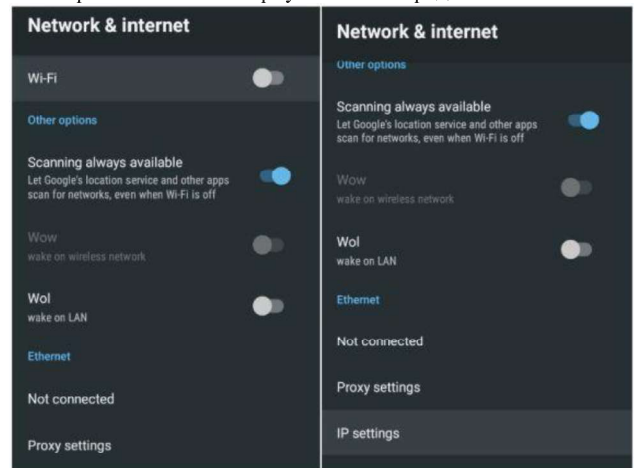 Network & internet
Wi-Fi
Other options
Scanning always available
Let Google's location service and other apps
scan for networks, even when Wi-Fi is off
Wow
wake on wireless network
Wol
wake on LAN
Ethernet
Not connected
Proxy settings
Network & internet
Other options
Scanning always available
Let Google's location service and other apps
scan for networks, even when Wi-Fi is off
Wow
wake on wireless network
Wol
wake on LAN
Ethernet
Not connected
Proxy settings
IP settings